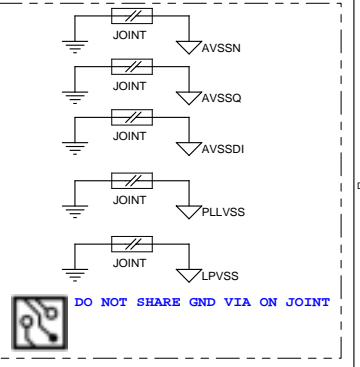 JOINT
AVSSN
JOINT
AVSSQ
JOINT
AVSSDI
JOINT
PLLVSS
JOINT
LPVSS
DO NOT SHARE GND VIA ON JOINT